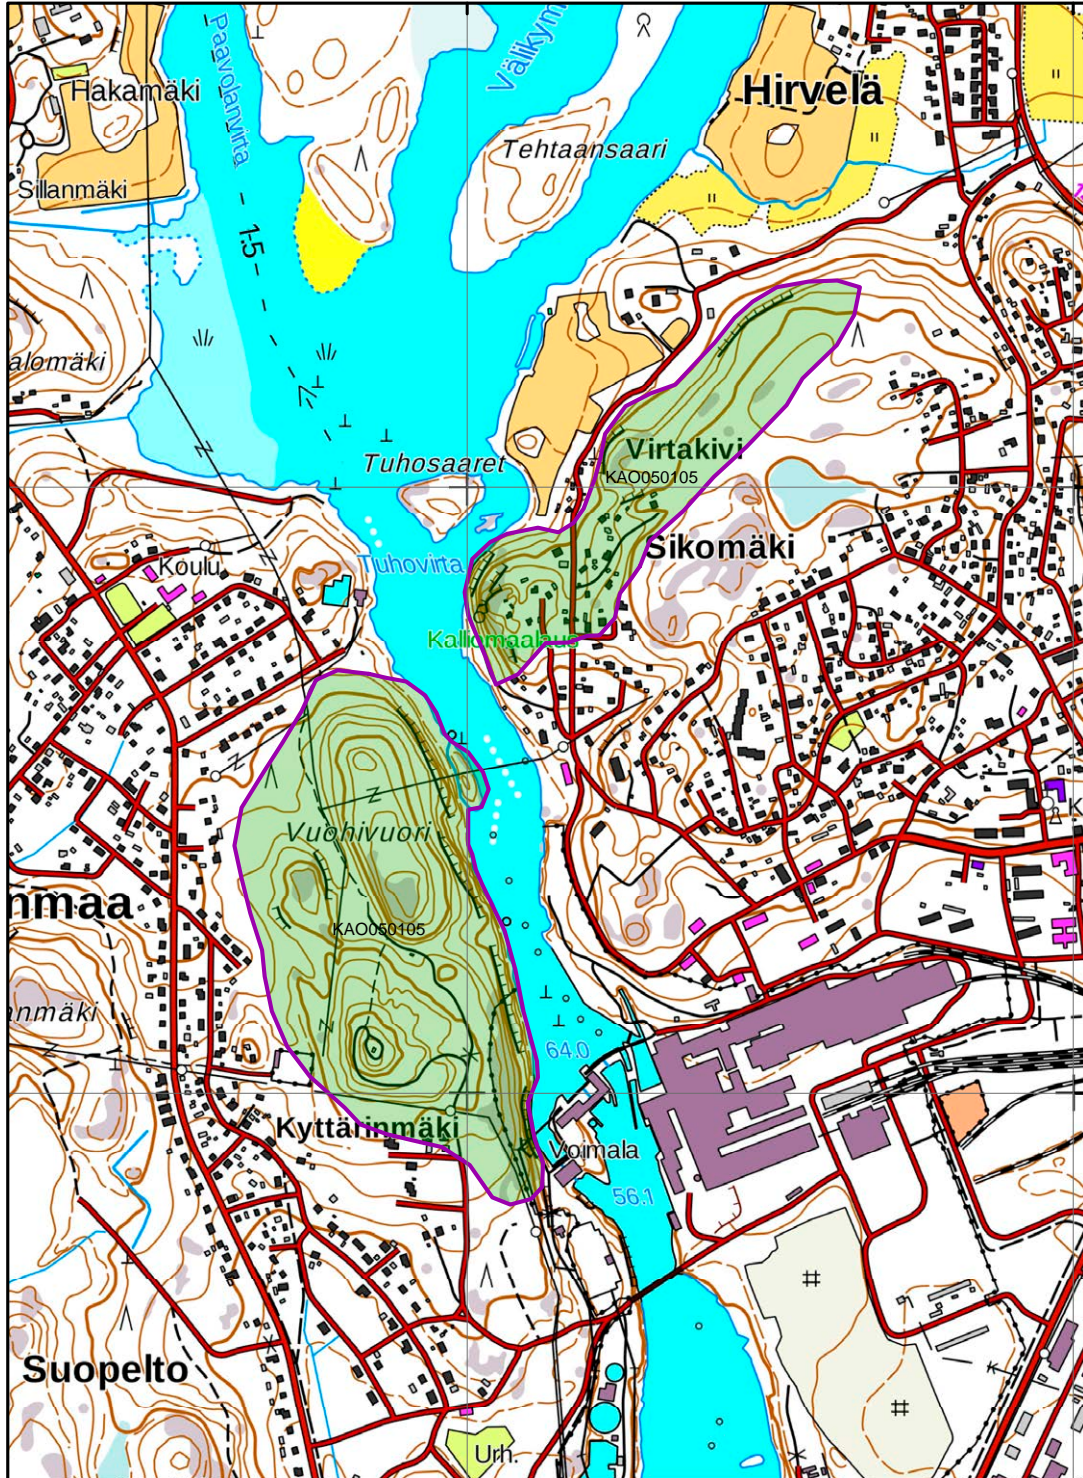 Paavolanvirta
Välikym
Hakamäki
Hirvelä
Tehtaansaari
Sillanmäki
1.5
alomäki
Virtakivi
Tuhosaaret
KAO050105
Sikomäki
Koulu
Tuhovirta
Kalliomaalaus
Vuohivuori
nmaa
KAO050105
nmäki
64.0
Kyttärinmäki
Voimala
56.1
Suopelto
Urh.